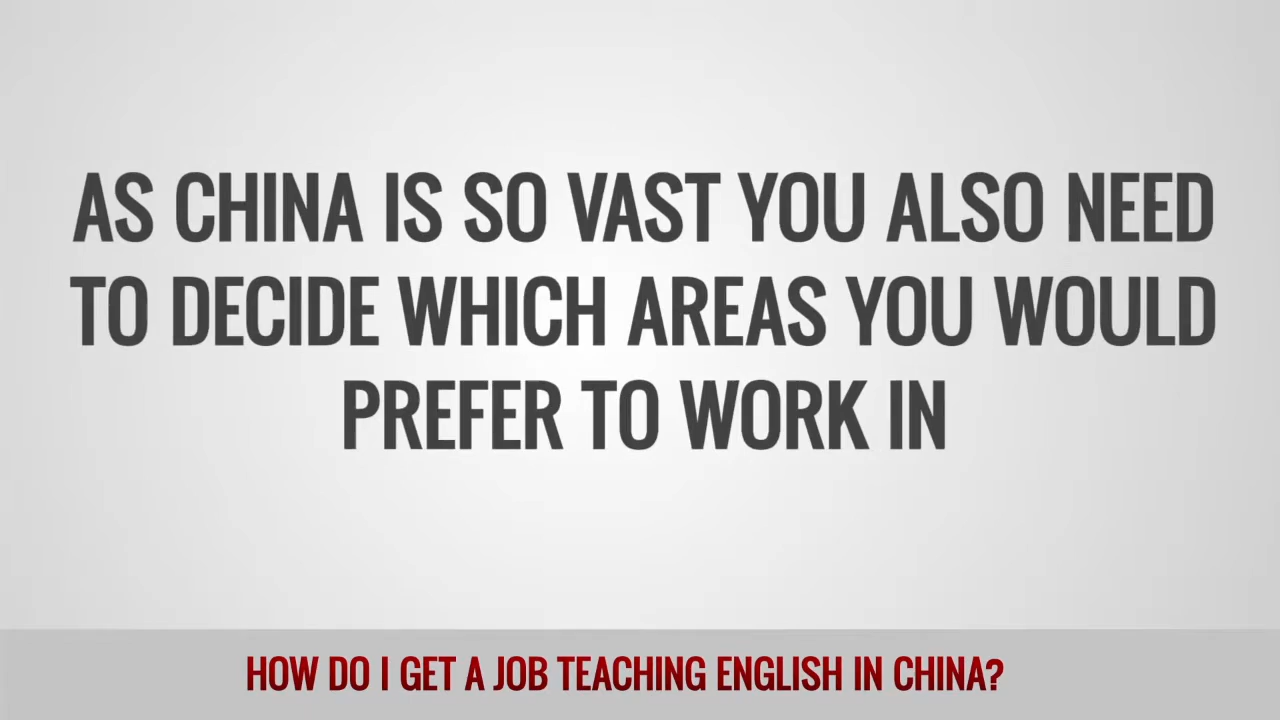 AS CHINA IS SO VAST YOU ALSO NEED
TO DECIDE WHICH AREAS YOU WOULD
PREFER TO WORK IN
HOW DO I GET A JOB TEACHING ENGLISH IN CHINA?